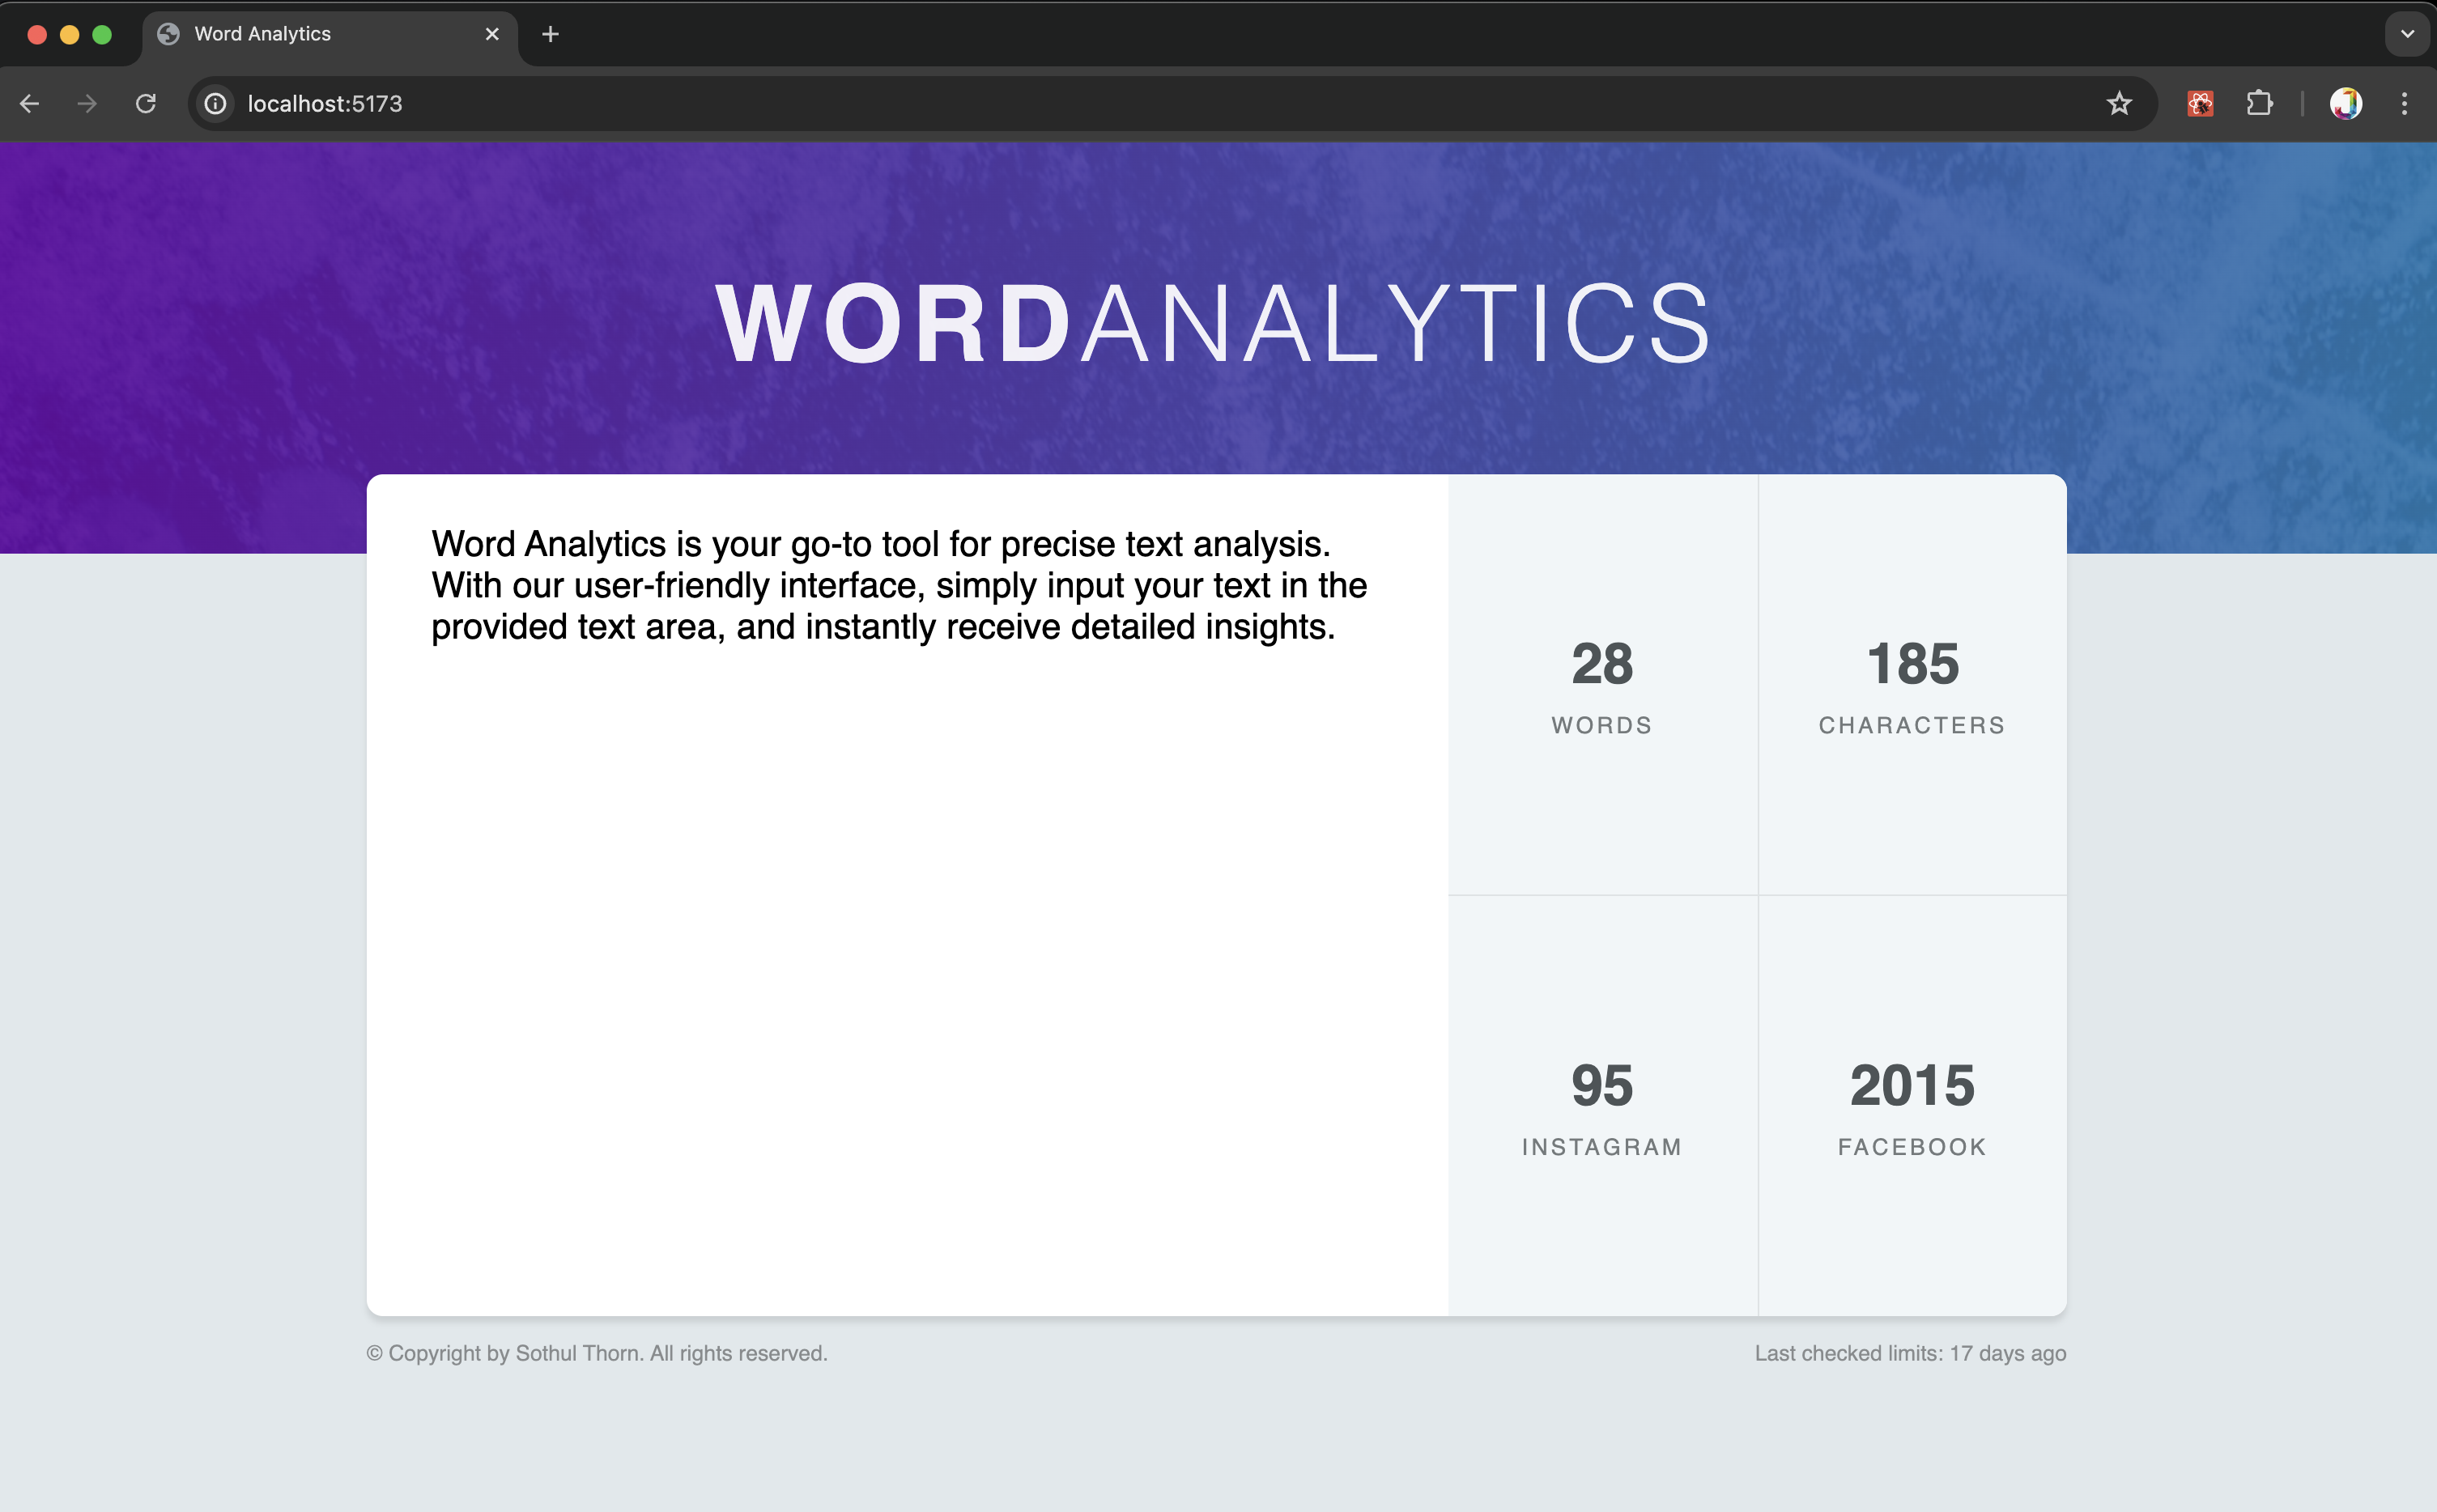 Word Analytics
localhost:5173
WORDANALYTICS
Word Analytics is your go-to tool for precise text analysis.
With our user-friendly interface, simply input your text in the
provided text area, and instantly receive detailed insights.
28
WORDS
185
CHARACTERS
95
INSTAGRAM
2015
FACEBOOK
© Copyright by Sothul Thorn. All rights reserved.
Last checked limits: 17 days ago